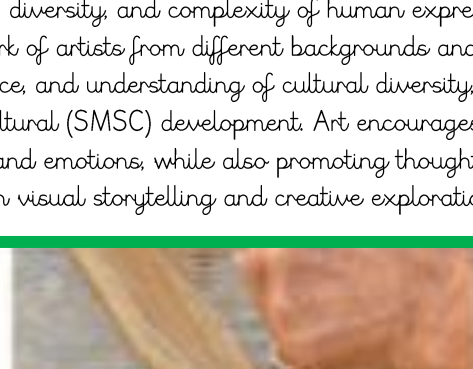 diversity, and complexity of human expre
rk of artists from different backgrounds and
ce, and understanding of cultural diversity,
ltural (SMSC) development. Art encourages
and emotions, while also promoting thought
n visual storytelling and creative exploratio